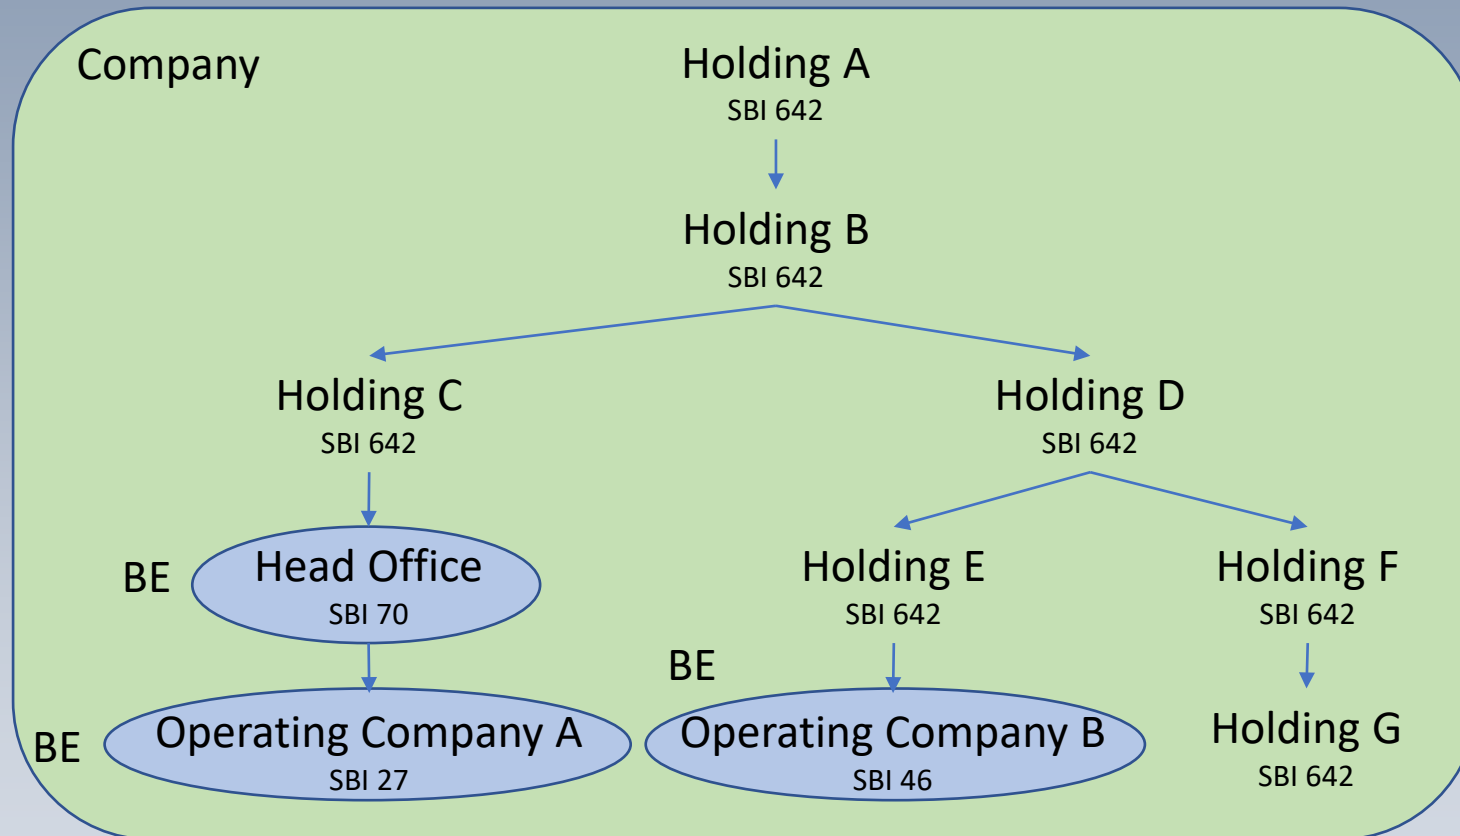 Company
Holding A
SBI 642
Holding B
SBI 642
Holding C
SBI 642
Holding D
SBI 642
BE
Head Office
SBI 70
Holding E
SBI 642
Holding F
SBI 642
BE
Operating Company A
SBI 27
BE
Operating Company B
SBI 46
Holding G
SBI 642